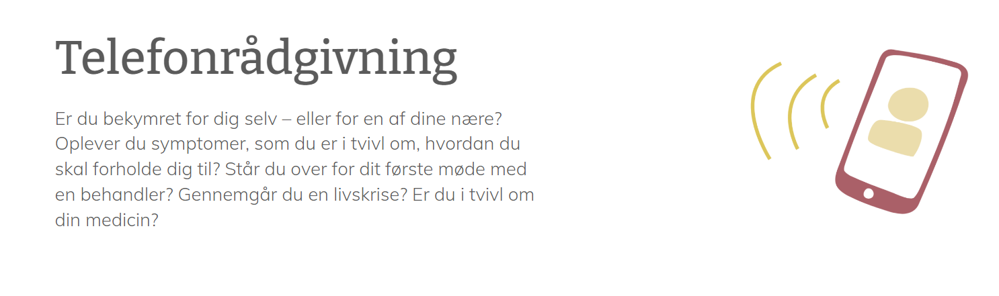 Telefonrådgivning
Er du bekymret for dig selv – eller for en af dine nære?
Oplever du symptomer, som du er i tvivl om, hvordan du
skal forholde dig til? Står du over for dit første møde med
en behandler? Gennemgår du en livskrise? Er du i tvivl om
din medicin?